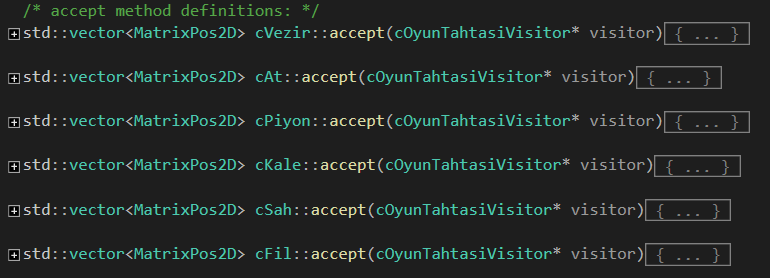 /* accept method definitions: */
std::vector<MatrixPos2D> cVezir::accept(cOyunTahtasiVisitor* visitor) { ... }
std::vector<MatrixPos2D> cAt::accept(cOyunTahtasiVisitor* visitor) { ... }
std::vector<MatrixPos2D> cPiyon::accept(cOyunTahtasiVisitor* visitor) { ... }
std::vector<MatrixPos2D> cKale::accept(cOyunTahtasiVisitor* visitor) { ... }
std::vector<MatrixPos2D> cSah::accept(cOyunTahtasiVisitor* visitor) { ... }
std::vector<MatrixPos2D> cFil::accept(cOyunTahtasiVisitor* visitor) { ... }